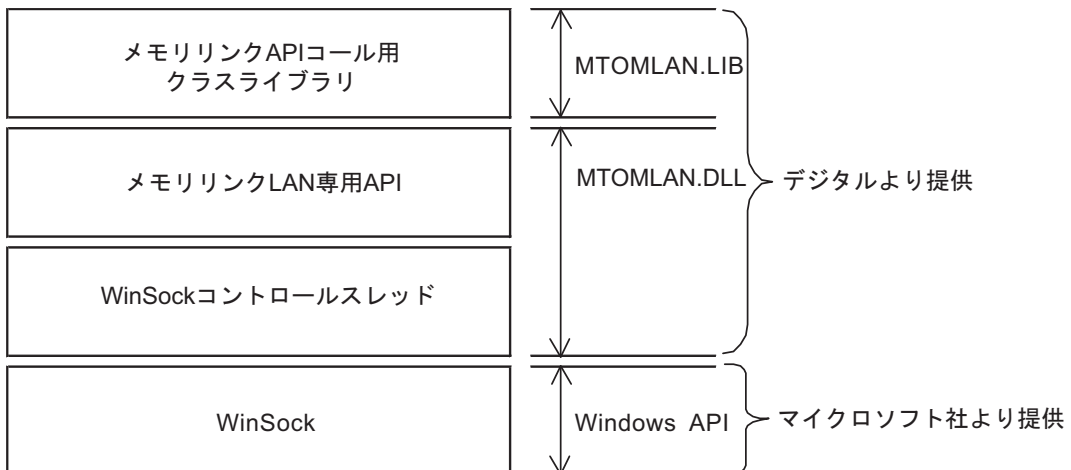 メモリリンクAPIコール用
クラスライブラリ
MTOMLAN.LIB
メモリリンクLAN専用API
MTOMLAN.DLL
デジタルより提供
WinSockコントロールスレッド
WinSock
Windows API
マイクロソフト社より提供